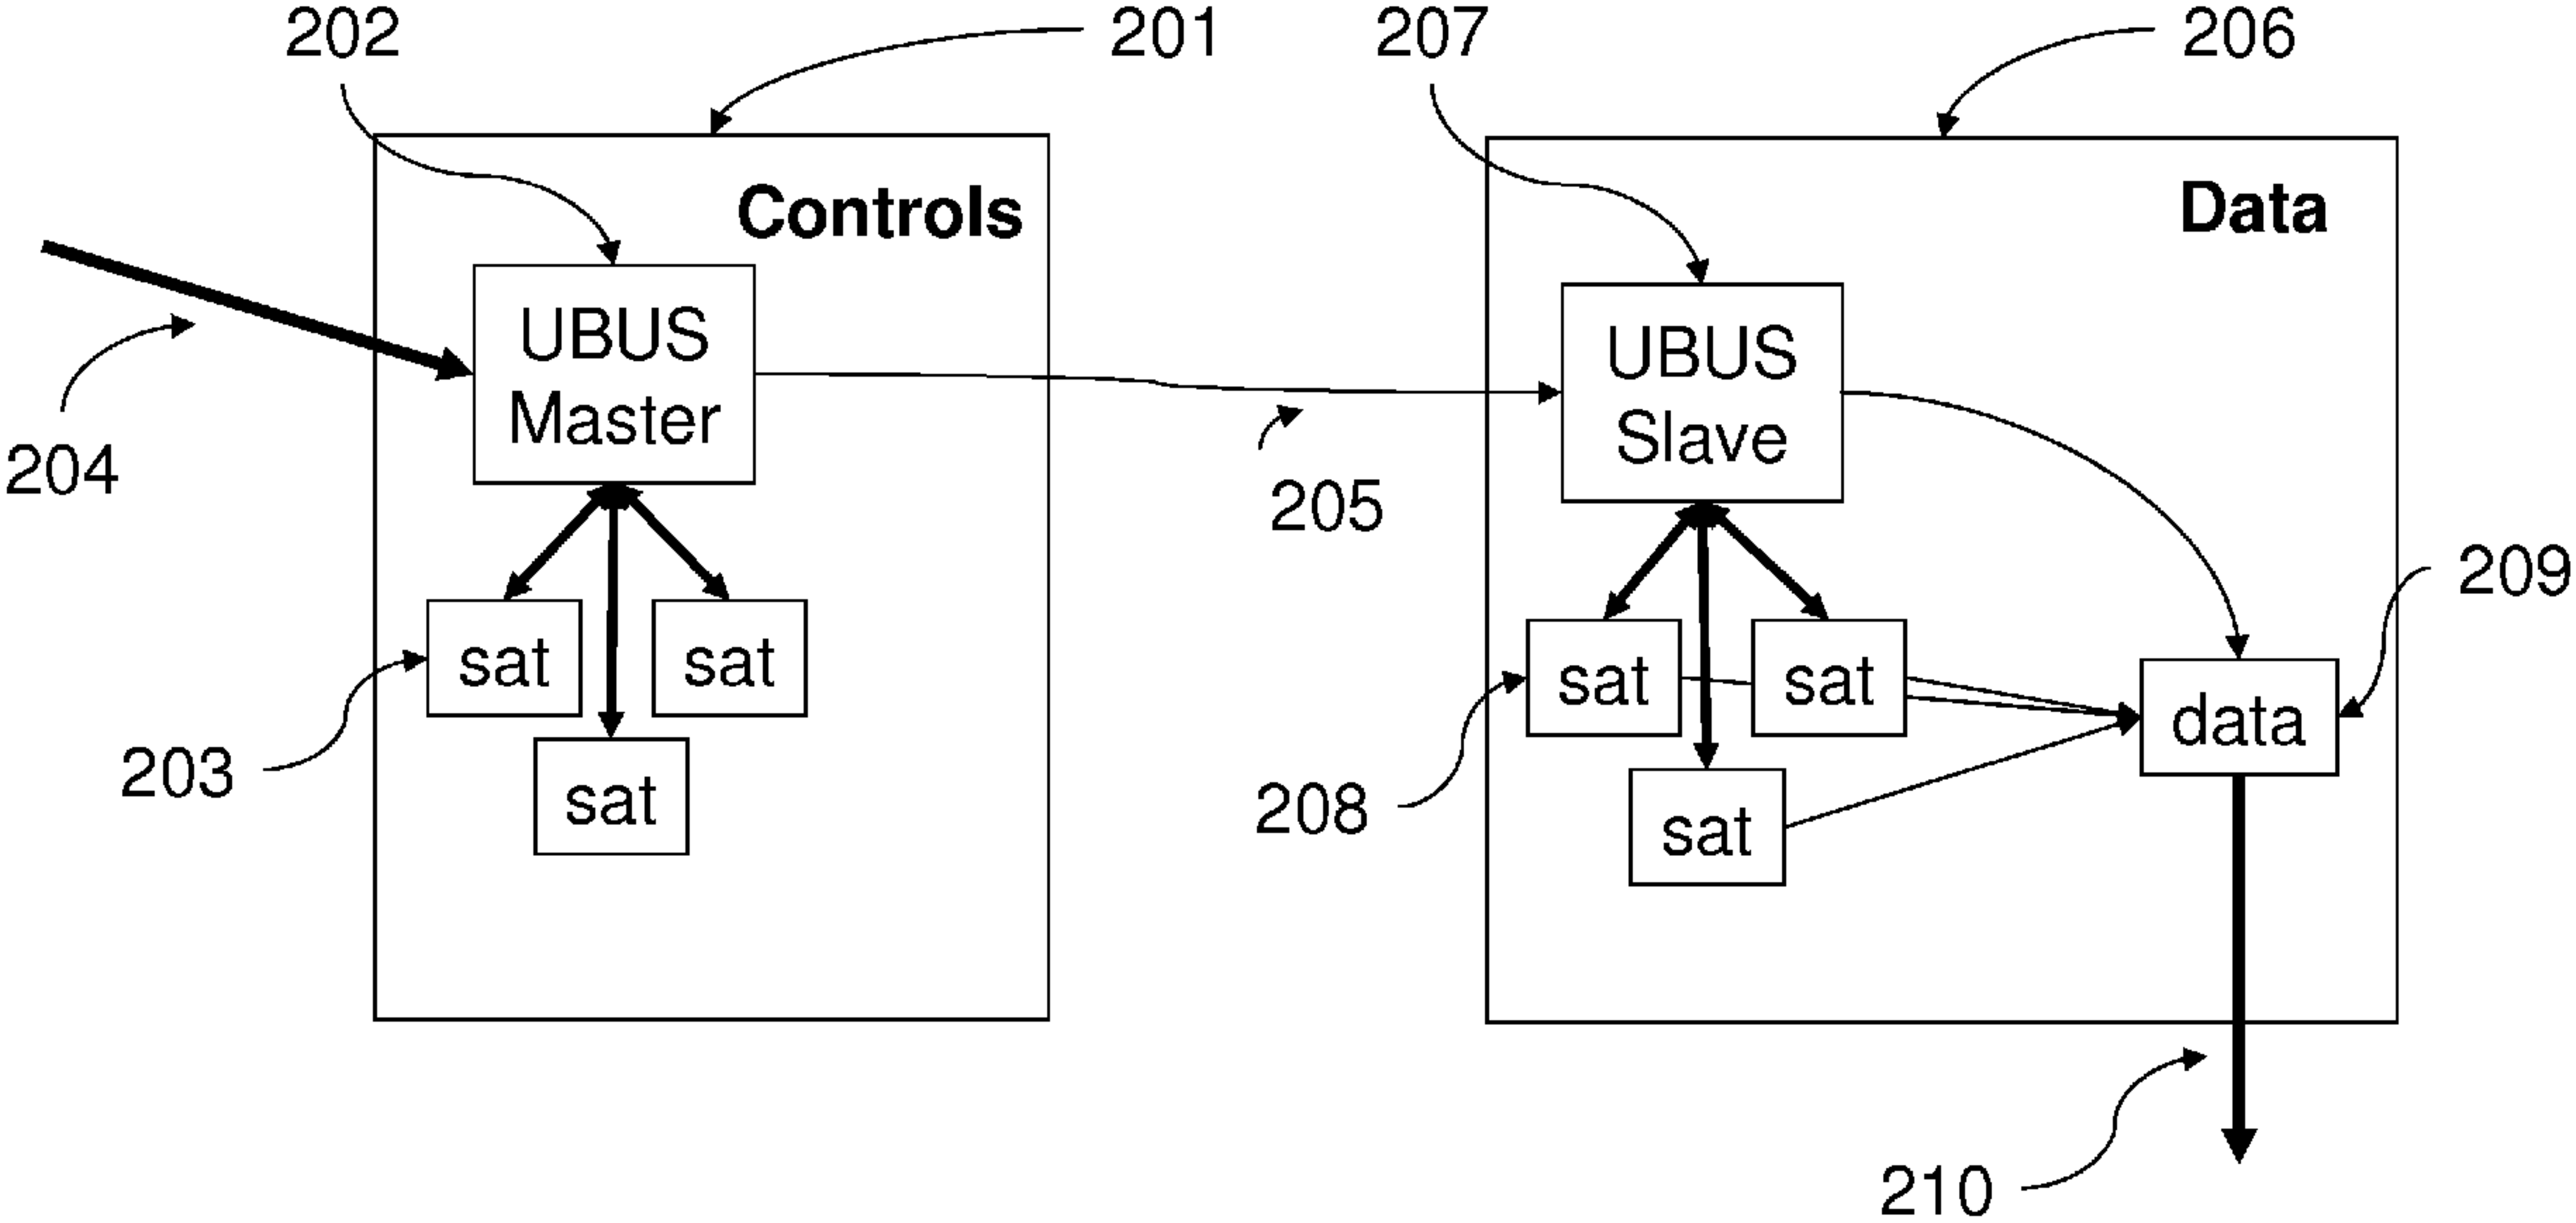 202
201
207
206
Controls
Data
UBUS
Master
UBUS
Slave
204
205
209
sat
sat
sat
sat
data
203
sat
208
sat
210